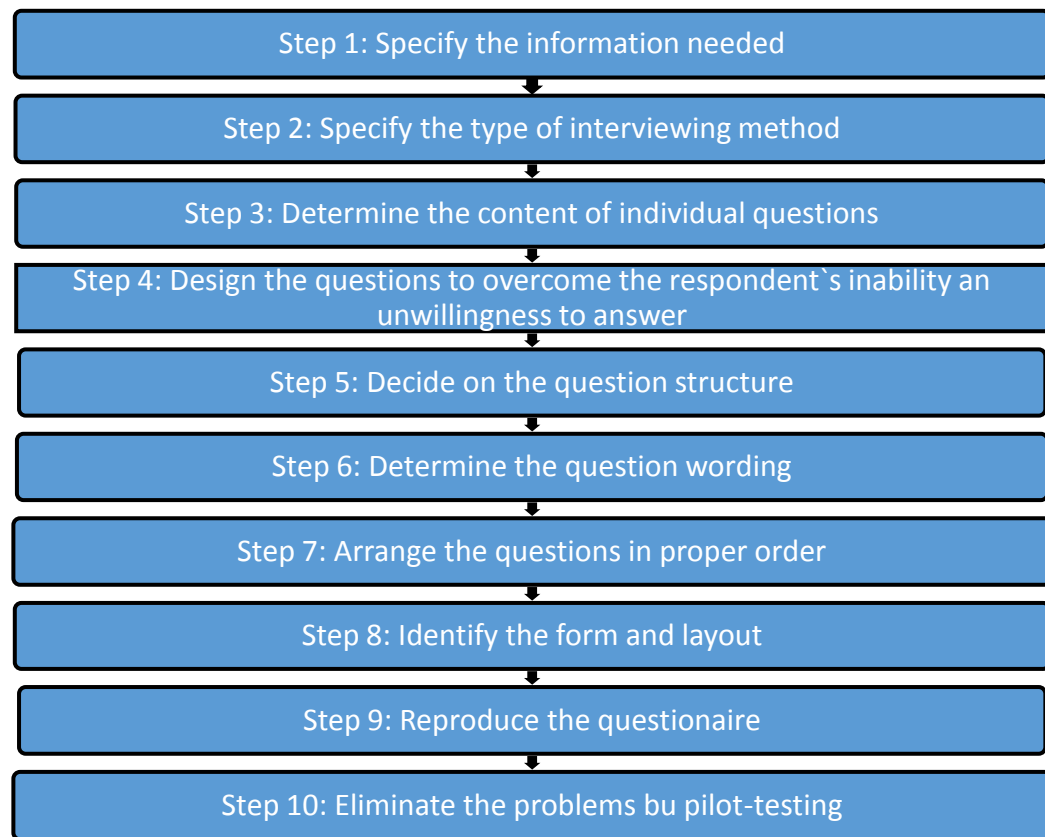 Step 1: Specify the information needed
Step 2: Specify the type of interviewing method
Step 3: Determine the content of individual questions
Step 4: Design the questions to overcome the respondent`s inability an
unwillingness to answer
Step 5: Decide on the question structure
Step 6: Determine the question wording
Step 7: Arrange the questions in proper order
Step 8: Identify the form and layout
Step 9: Reproduce the questionaire
Step 10: Eliminate the problems bu pilot-testing